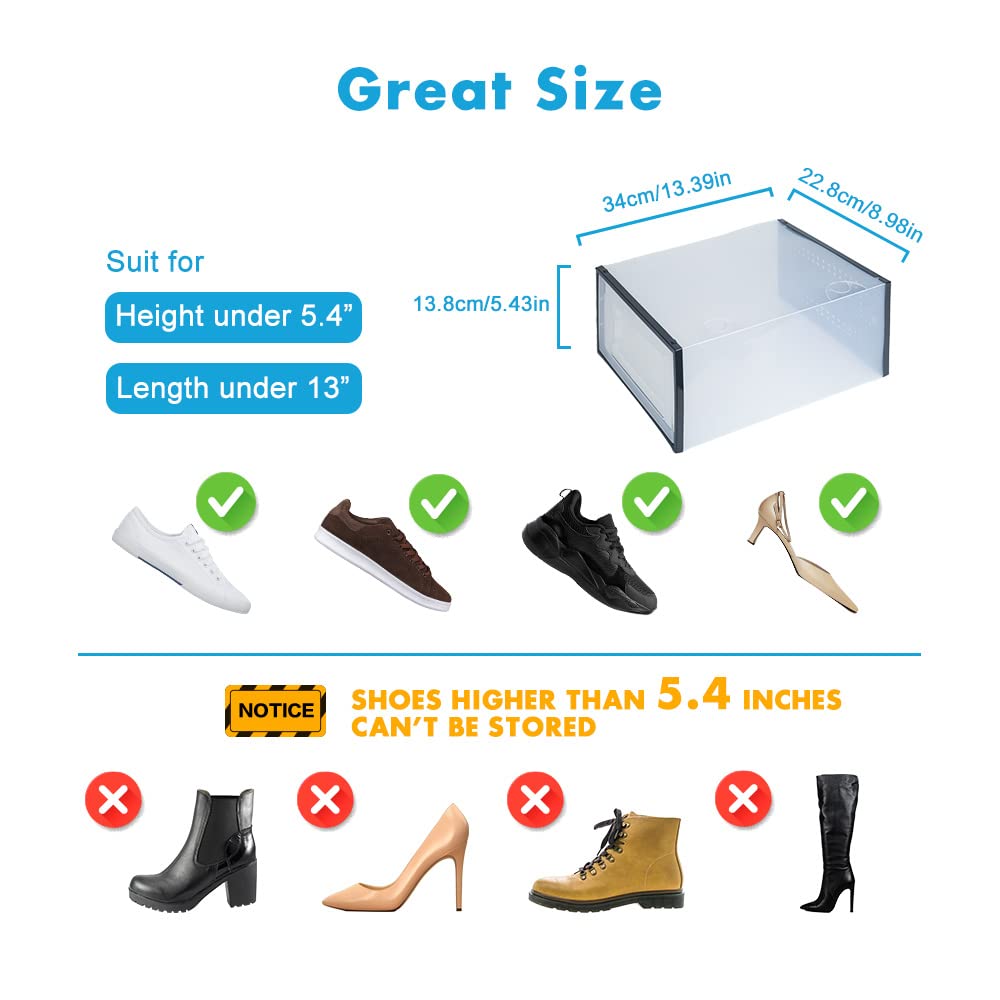 Great Size
34cm/13.39in
22.8cm/8.98in
13.8cm/5.43in
Suit for
Height under 5.4”
Length under 13”
NOTICE
SHOES HIGHER THAN 5.4 INCHES
CAN’T BE STORED